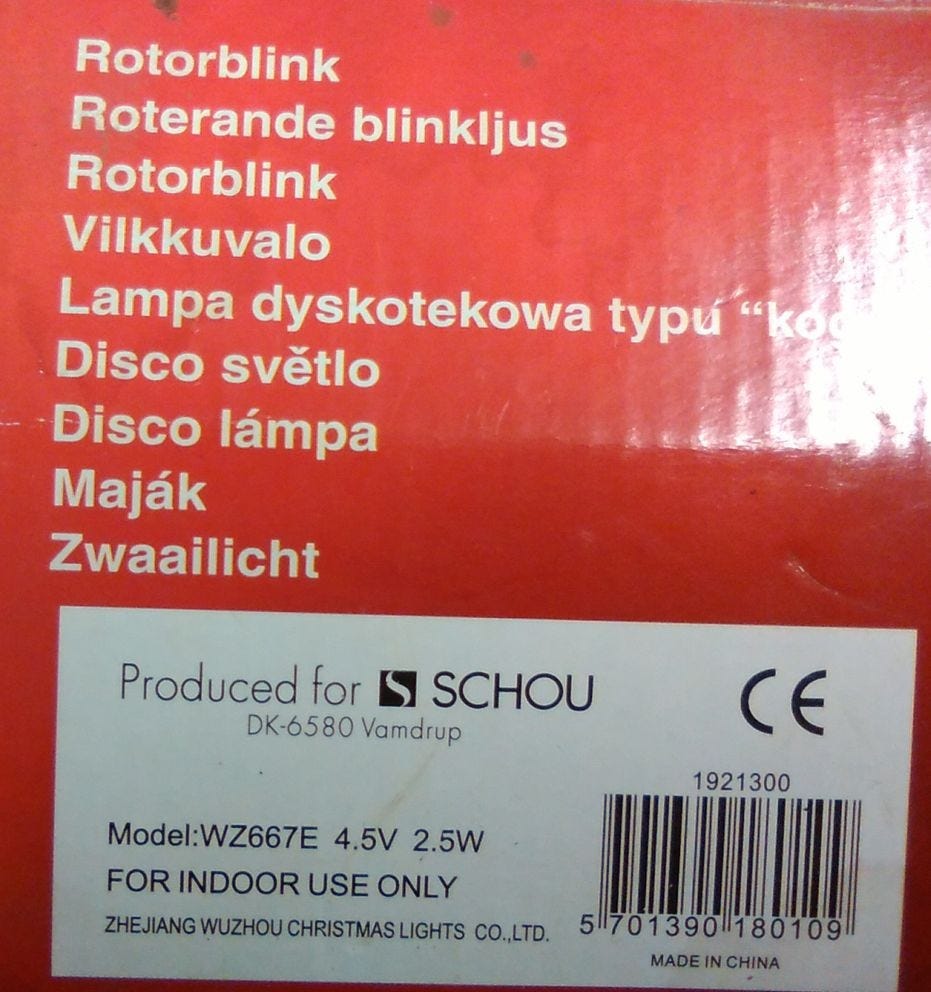 Rotorblink
Roterande blinkljus
Rotorblink
Vilkkuvalo
Lampa dyskotekowa typu
Disco světlo
Disco lámpa
Maják
Zwaailicht
Produced for SCHOU
DK-6580 Vamdrup
CE
1921300
Model:WZ667E 4.5V 2.5W
FOR INDOOR USE ONLY
ZHEJIANG WUZHOU CHRISTMAS LIGHTS CO.,LTD.
5 701390 180109
MADE IN CHINA